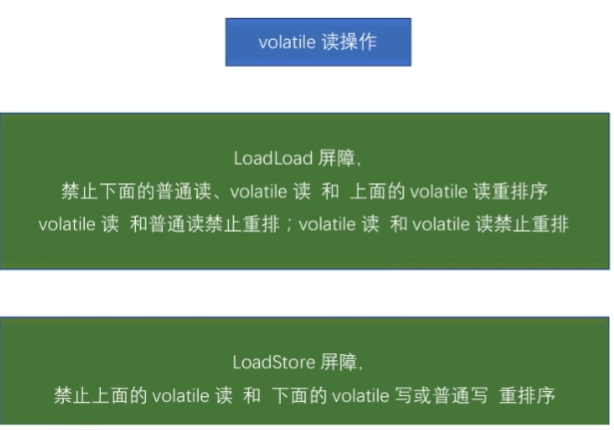 volatile 读操作
LoadLoad 屏障，
禁止下面的普通读、volatile 读 和 上面的 volatile 读重排序
volatile 读 和普通读禁止重排；volatile 读 和 volatile 读禁止重排
LoadStore 屏障，
禁止上面的 volatile 读 和 下面的 volatile 写或普通写 重排序